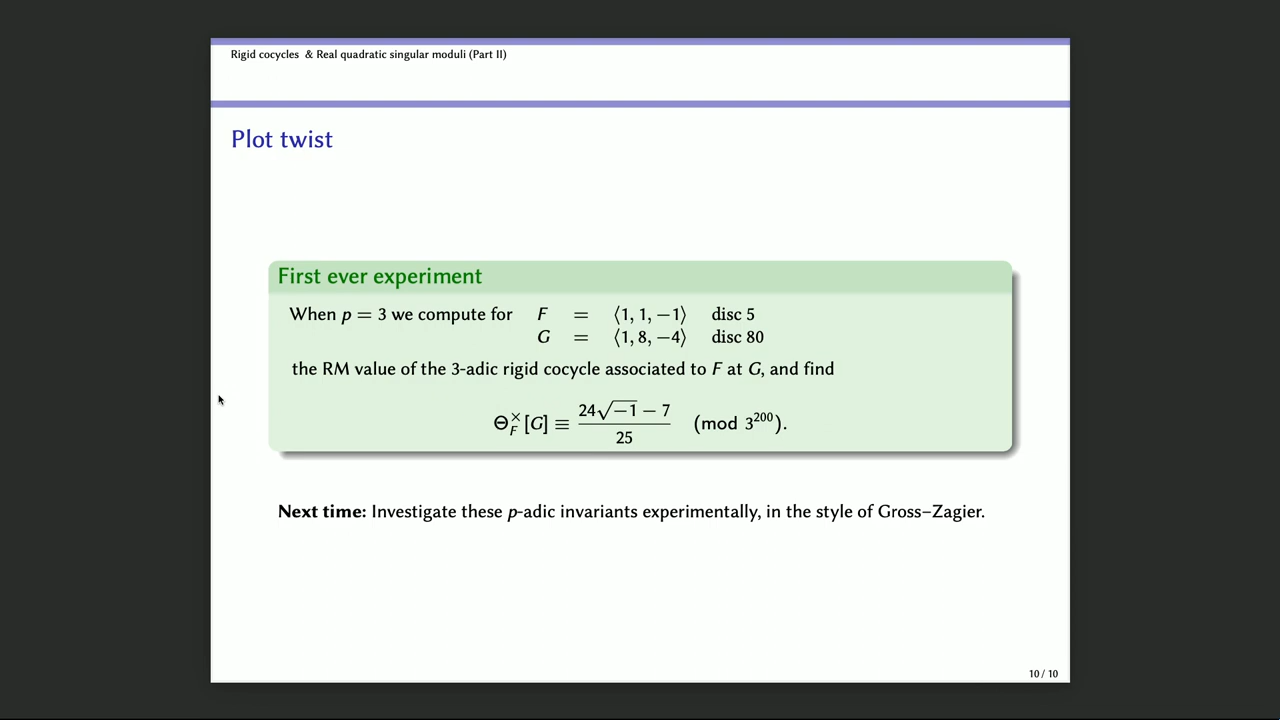 Rigid cocycles & Real quadratic singular moduli (Part II)
Plot twist
First ever experiment
When p = 3 we compute for F = ⟨1, 1, −1⟩ disc 5
G = ⟨1, 8, −4⟩ disc 80
the RM value of the 3-adic rigid cocycle associated to F at G, and find
Θ_F^×[G] ≡ (24√−1 − 7)/25 (mod 3^200).
Next time: Investigate these p-adic invariants experimentally, in the style of Gross–Zagier.
10 / 10